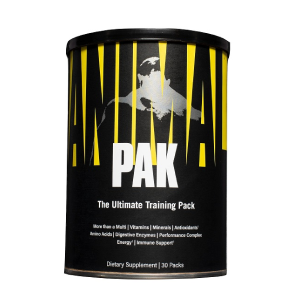 ANIMAL
PAK
The Ultimate Training Pack
More than a Multi | Vitamins | Minerals | Antioxidants†
Amino Acids | Digestive Enzymes | Performance Complex
Energy† | Immune Support†
Dietary Supplement | 30 Packs